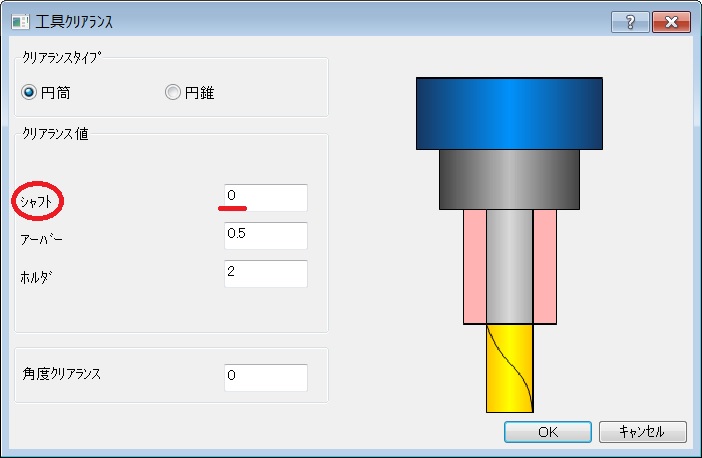 工具ｸﾘｱﾗﾝｽ
ｸﾘｱﾗﾝｽﾀｲﾌﾟ
円筒 円錐
ｸﾘｱﾗﾝｽ値
ｼｬﾌﾄ 0
ｱｰﾊﾞｰ 0.5
ﾎﾙﾀﾞ 2
角度ｸﾘｱﾗﾝｽ 0
OK ｷｬﾝｾﾙ